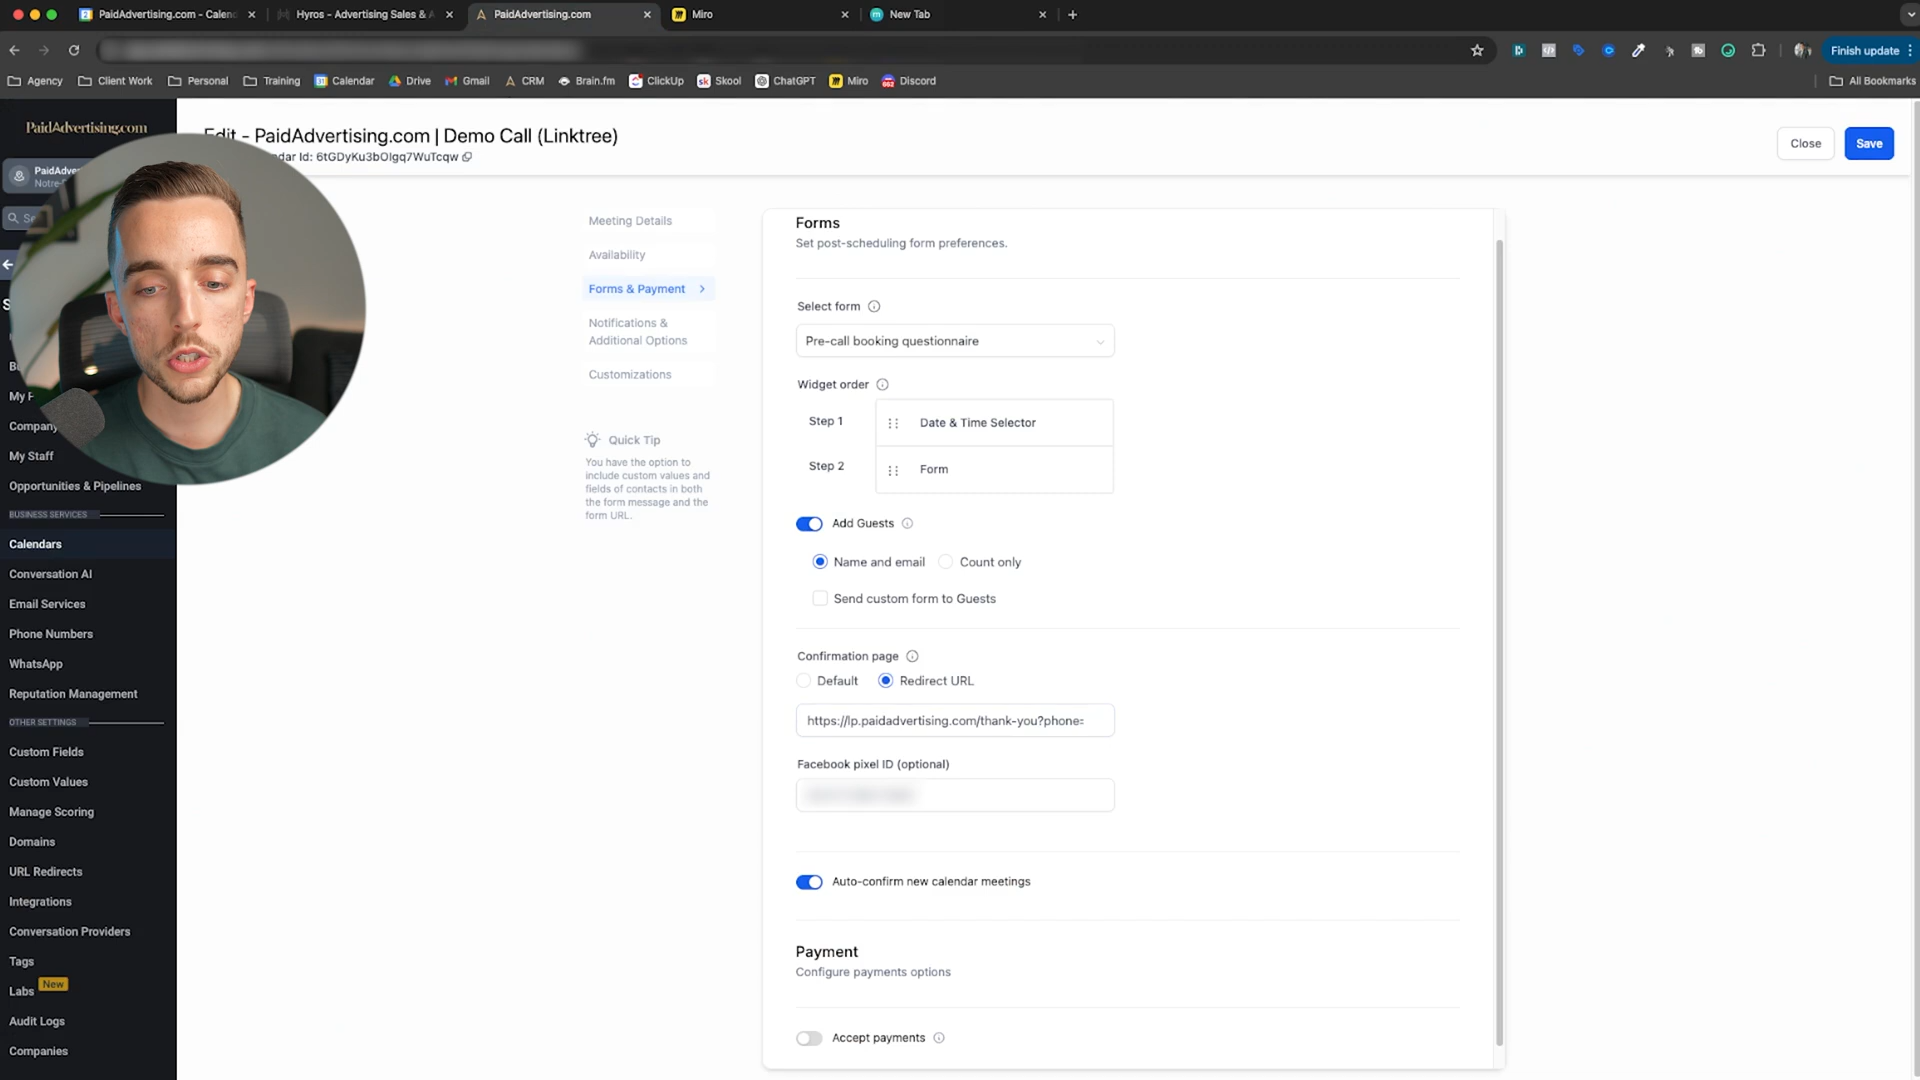 PaidAdvertising.com - Calen
Hyros - Advertising Sales & A
PaidAdvertising.com
Miro
New Tab
Finish update
Agency
Client Work
Personal
Training
Calendar
Drive
Gmail
CRM
Brain.fm
ClickUp
Skool
ChatGPT
Miro
Discord
All Bookmarks
PaidAdvertising.com
Edit - PaidAdvertising.com | Demo Call (Linktree)
dar Id: 6tGDyKu3bOlgq7WuTcqw
Close
Save
PaidAdver
Notre-
Se
My F
Company
My Staff
Opportunities & Pipelines
BUSINESS SERVICES
Calendars
Conversation AI
Email Services
Phone Numbers
WhatsApp
Reputation Management
OTHER SETTINGS
Custom Fields
Custom Values
Manage Scoring
Domains
URL Redirects
Integrations
Conversation Providers
Tags
Labs New
Audit Logs
Companies
Meeting Details
Availability
Forms & Payment
Notifications &
Additional Options
Customizations
Quick Tip
You have the option to
include custom values and
fields of contacts in both
the form message and the
form URL.
Forms
Set post-scheduling form preferences.
Select form
Pre-call booking questionnaire
Widget order
Step 1
Date & Time Selector
Step 2
Form
Add Guests
Name and email
Count only
Send custom form to Guests
Confirmation page
Default
Redirect URL
https://lp.paidadvertising.com/thank-you?phone=
Facebook pixel ID (optional)
Auto-confirm new calendar meetings
Payment
Configure payments options
Accept payments